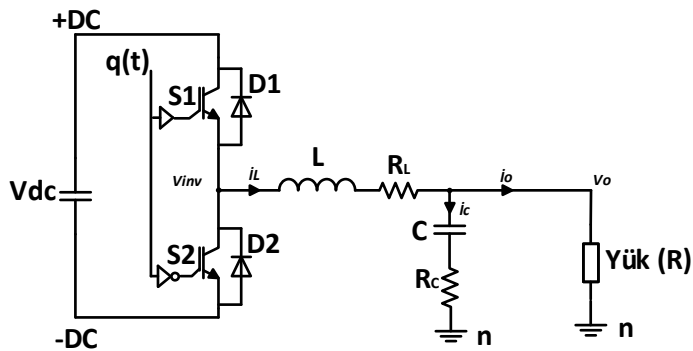 +DC
q(t)
S1
D1
Vdc
Vinv
iL
L
RL
ic
io
Vo
C
S2
D2
Rc
Yük (R)
n
n
-DC